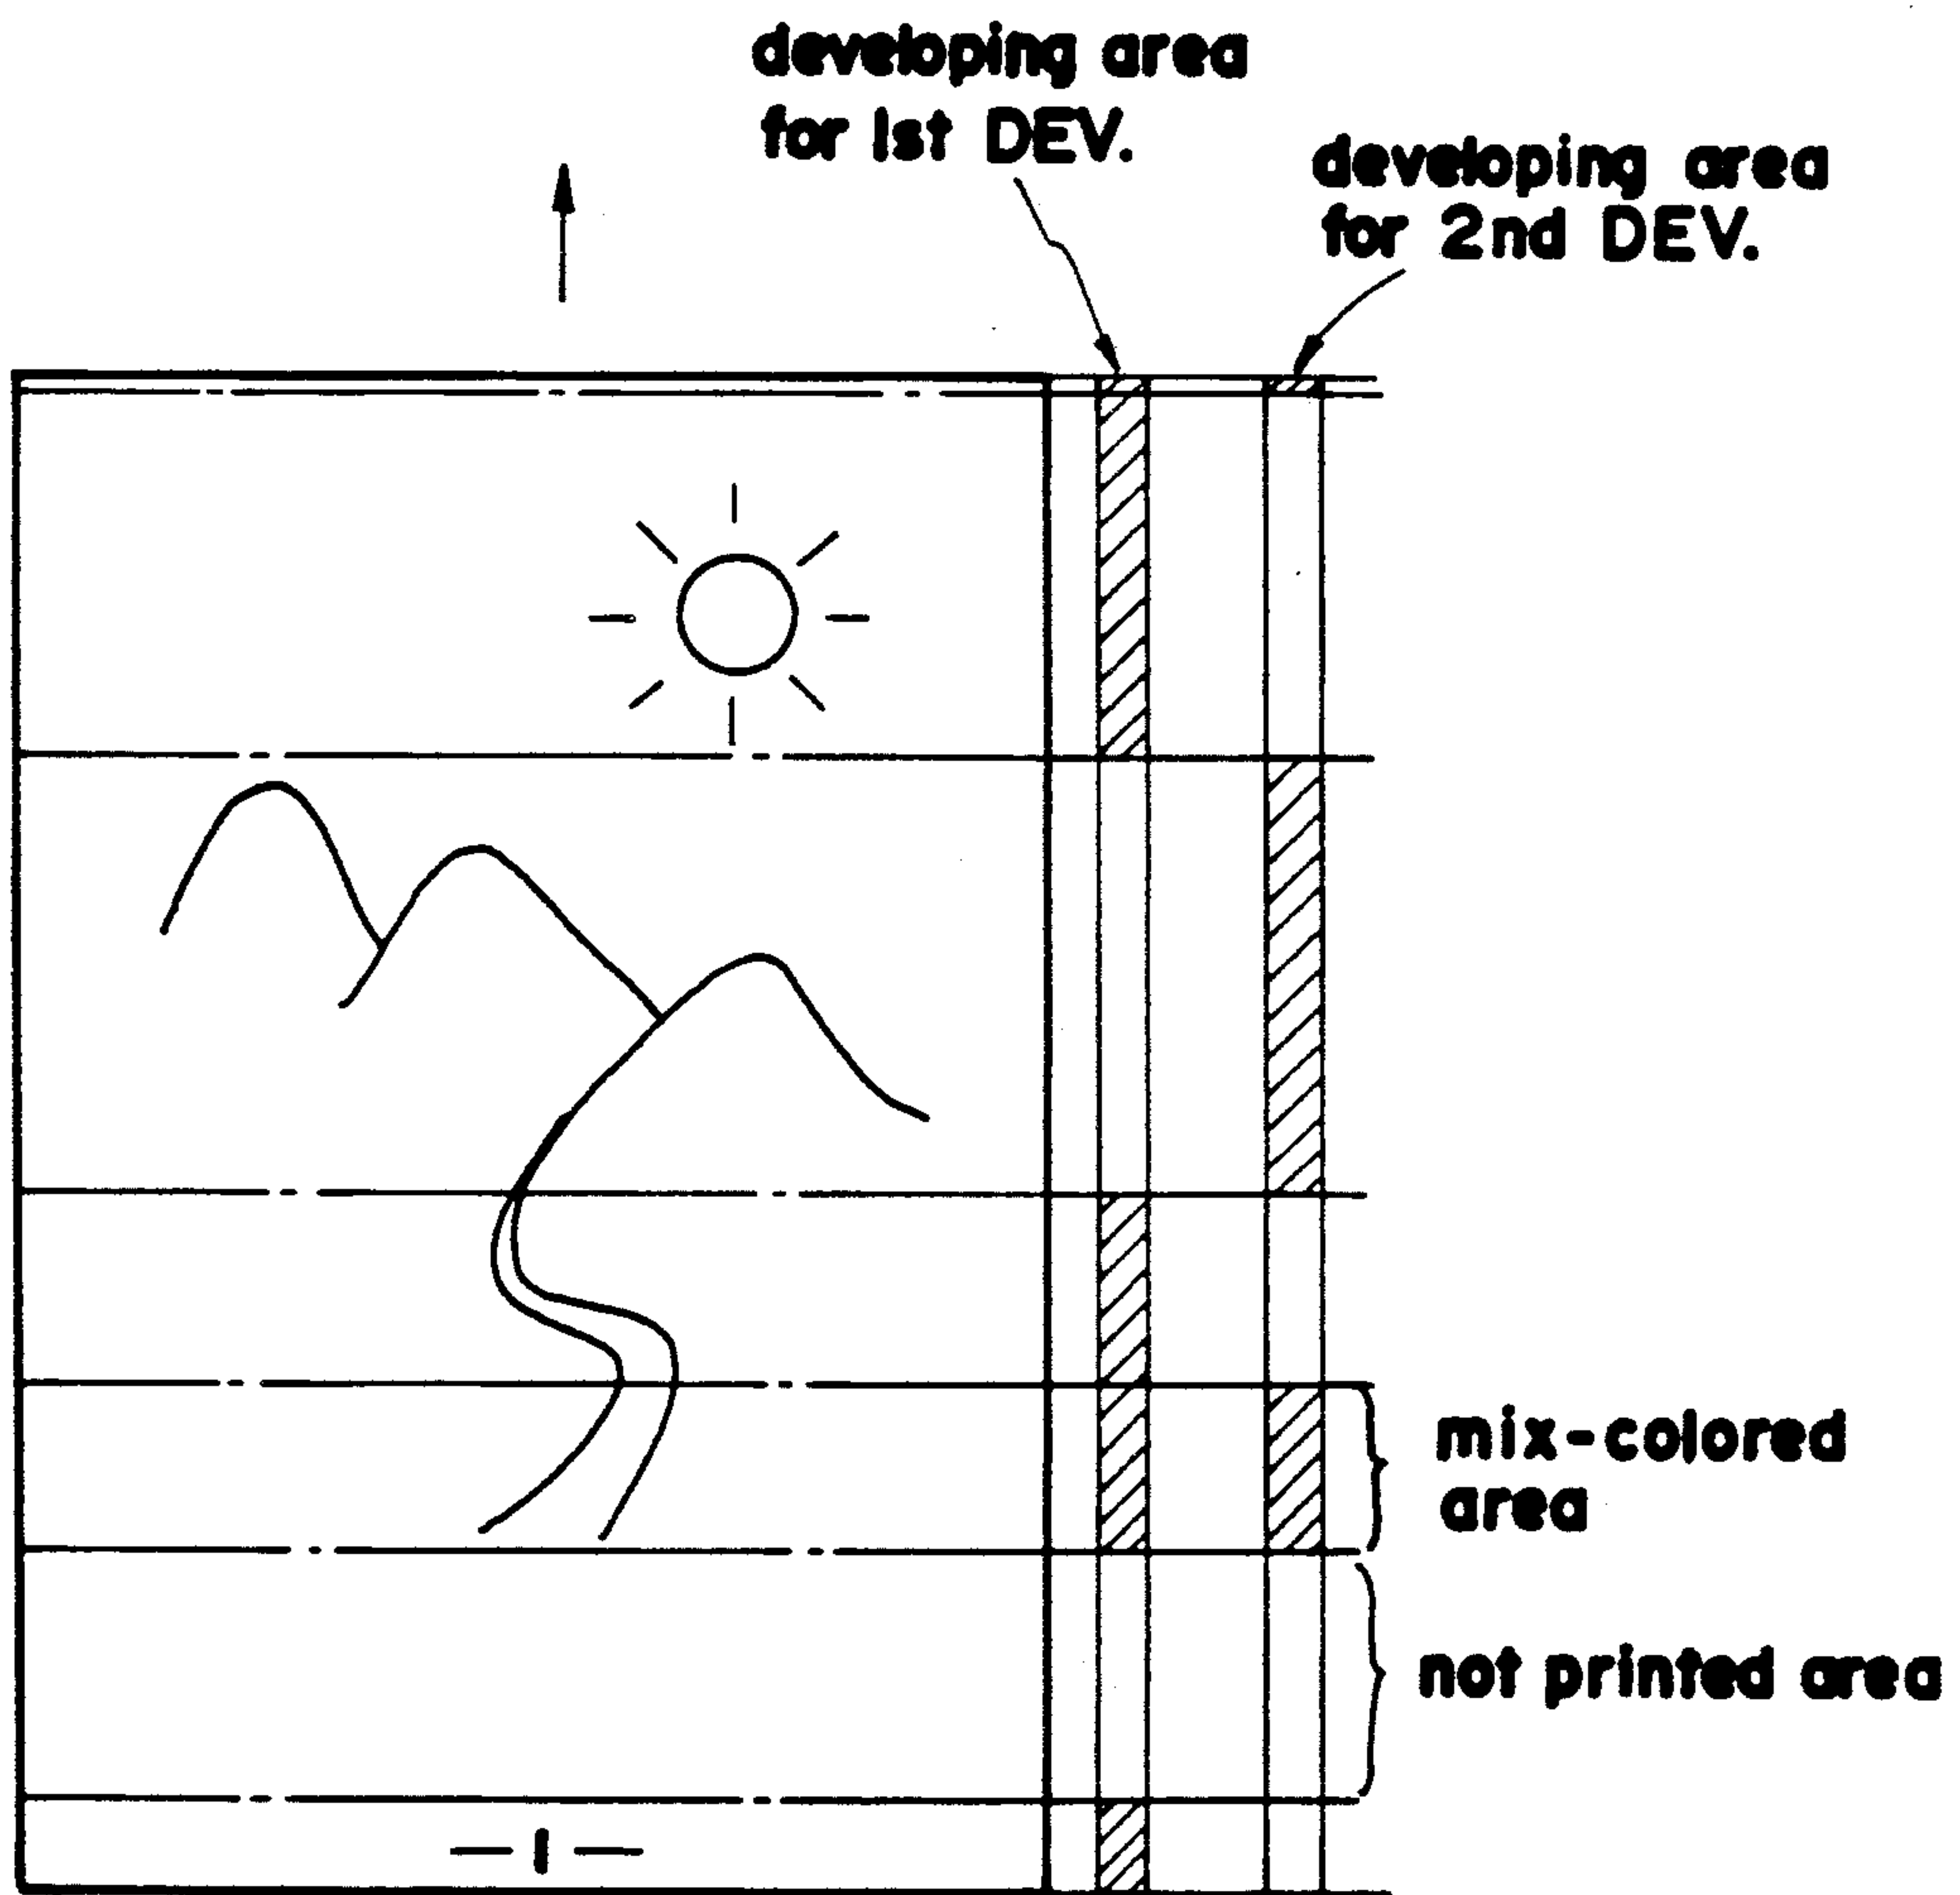 developing area
for 1st DEV.
developing area
for 2nd DEV.
mix-colored
area
not printed area
— 1 —